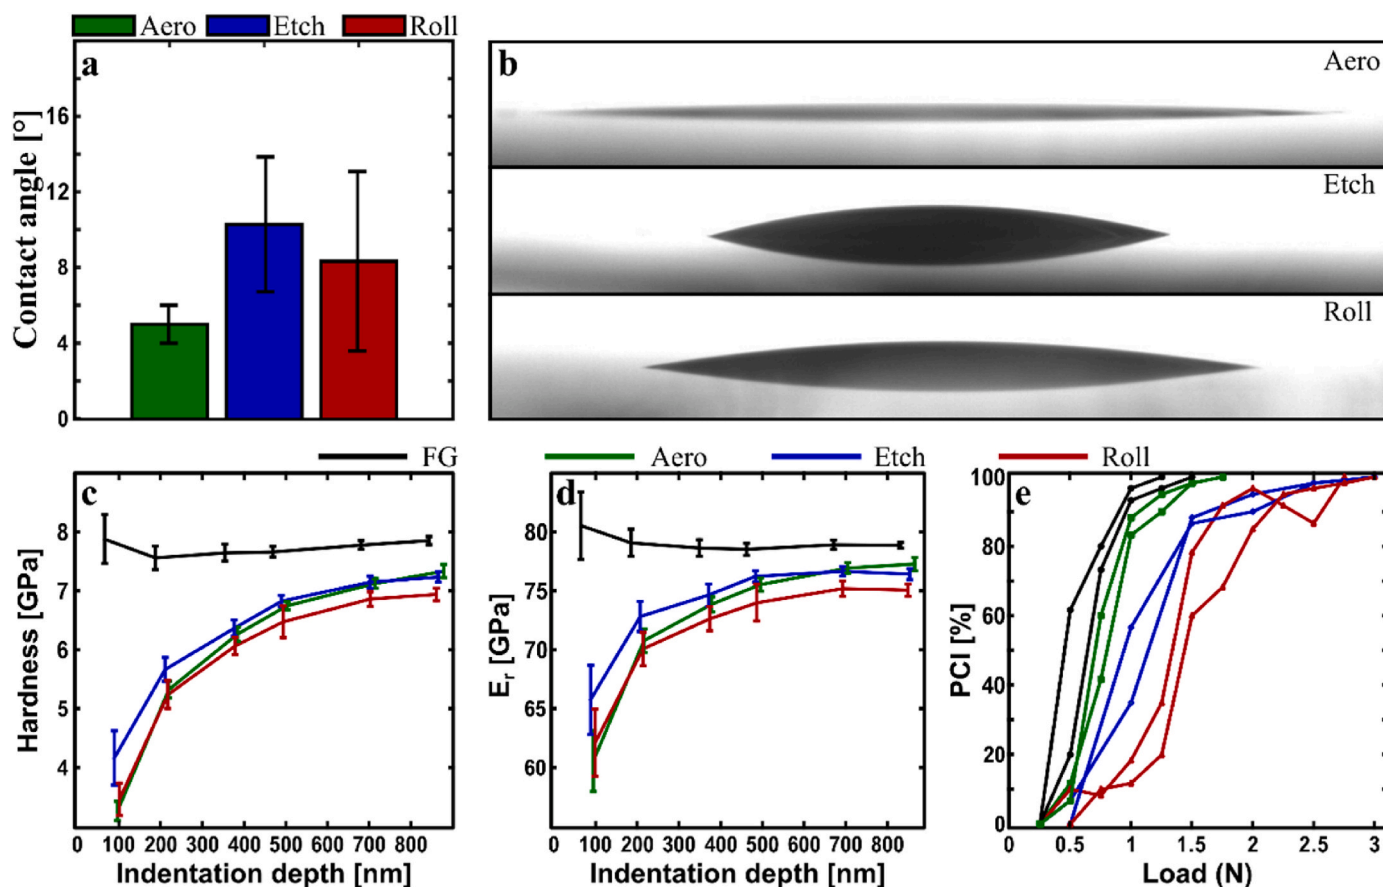 Aero Etch Roll
a
Contact angle [°]
16
12
8
4
0
b
Aero
Etch
Roll
FG Aero Etch Roll
c
Hardness [GPa]
9
8
7
6
5
4
0 100 200 300 400 500 600 700 800
Indentation depth [nm]
d
Er [GPa]
80
75
70
65
60
0 100 200 300 400 500 600 700 800
Indentation depth [nm]
e
PCI [%]
100
80
60
40
20
0
0.5 1 1.5 2 2.5 3
Load (N)